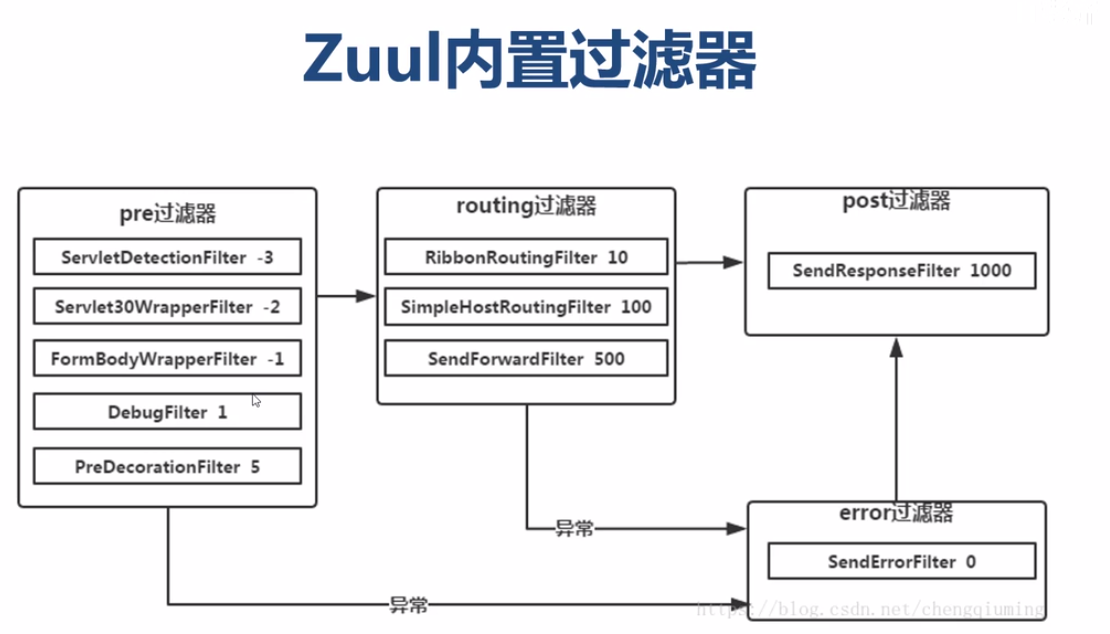 Zuul内置过滤器
pre过滤器
ServletDetectionFilter -3
Servlet30WrapperFilter -2
FormBodyWrapperFilter -1
DebugFilter 1
PreDecorationFilter 5
routing过滤器
RibbonRoutingFilter 10
SimpleHostRoutingFilter 100
SendForwardFilter 500
post过滤器
SendResponseFilter 1000
异常
error过滤器
SendErrorFilter 0
异常
https://blog.csdn.net/chengqiuming